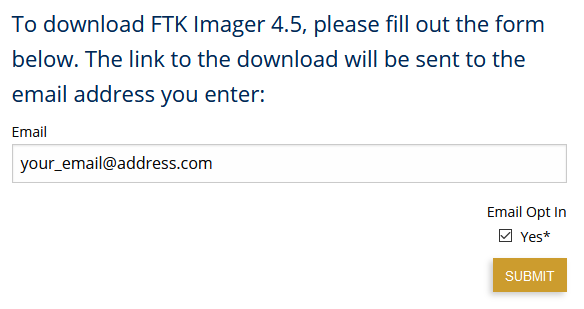 To download FTK Imager 4.5, please fill out the form
below. The link to the download will be sent to the
email address you enter:
Email
your_email@address.com
Email Opt In
Yes*
SUBMIT